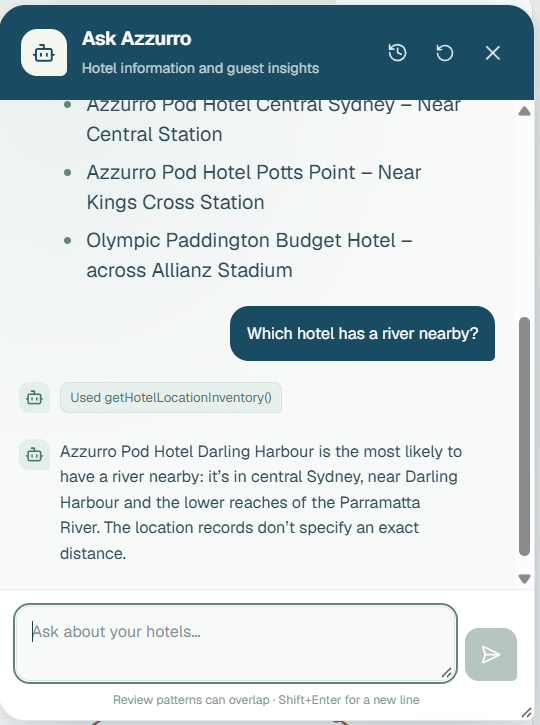 Ask Azzurro
Hotel information and guest insights
Azzurro Pod Hotel Central Sydney – Near
Central Station
Azzurro Pod Hotel Potts Point – Near
Kings Cross Station
Olympic Paddington Budget Hotel –
across Allianz Stadium
Which hotel has a river nearby?
Used getHotelLocationInventory()
Azzurro Pod Hotel Darling Harbour is the most likely to
have a river nearby: it’s in central Sydney, near Darling
Harbour and the lower reaches of the Parramatta
River. The location records don’t specify an exact
distance.
Ask about your hotels...
Review patterns can overlap · Shift+Enter for a new line